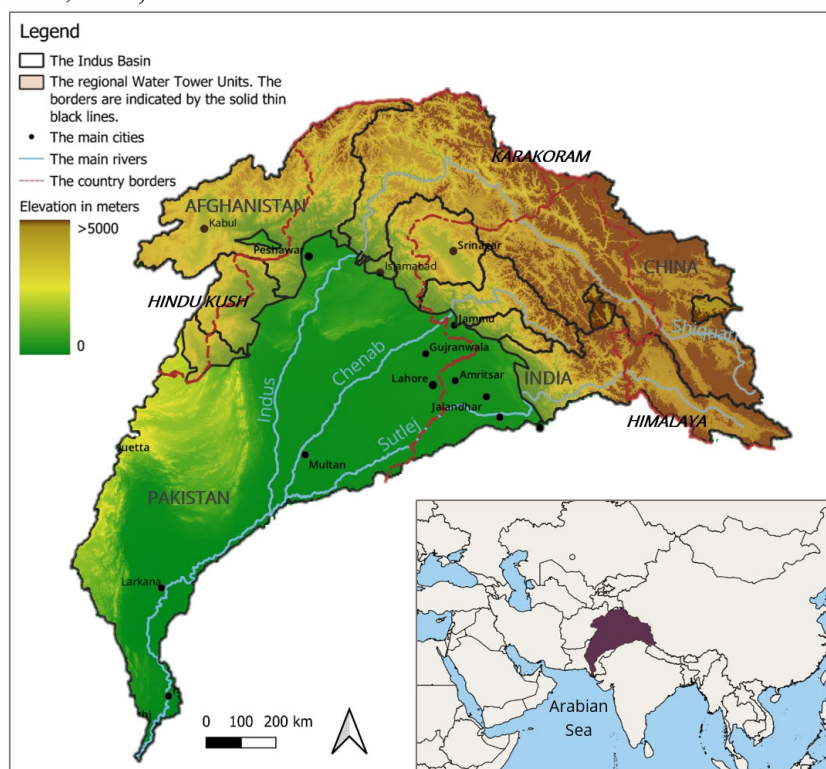 Legend
The Indus Basin
The regional Water Tower Units. The
borders are indicated by the solid thin
black lines.
The main cities
The main rivers
The country borders
Elevation in meters
>5000
0
KARAKORAM
AFGHANISTAN
Kabul
Peshawar
Srinagar
Islamabad
CHINA
HINDU KUSH
Jammu
Shiquan
Gujranwala
Chenab
Indus
Lahore
Amritsar
INDIA
Jalandhar
HIMALAYA
Sutlej
uetta
Multan
PAKISTAN
Larkana
hi
0 100 200 km
Arabian
Sea